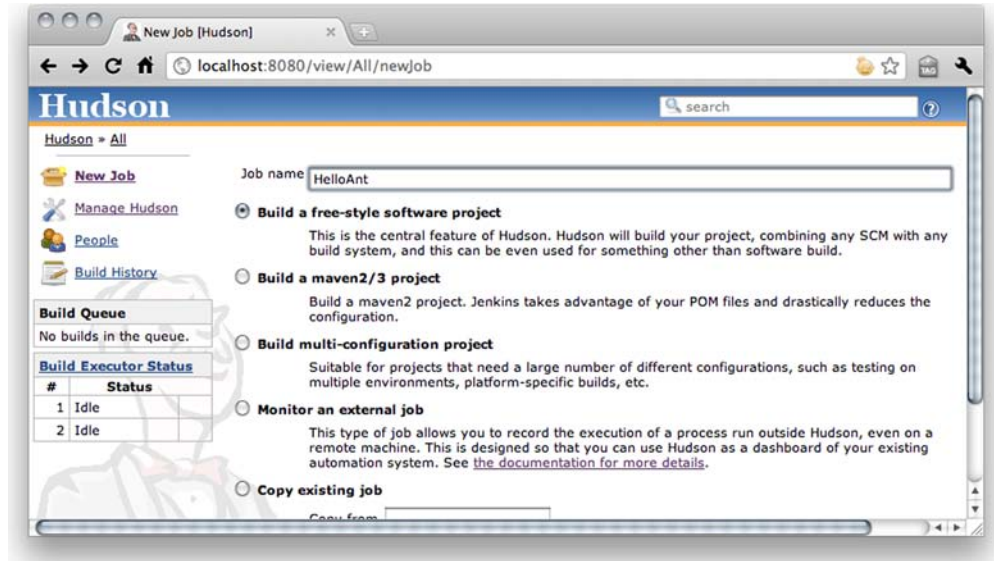 New Job [Hudson]
localhost:8080/view/All/newJob
TAG
Hudson
search
Hudson » All
New Job
Manage Hudson
People
Build History
Build Queue
No builds in the queue.
Build Executor Status
# Status
1 Idle
2 Idle
Job name HelloAnt
Build a free-style software project
This is the central feature of Hudson. Hudson will build your project, combining any SCM with any
build system, and this can be even used for something other than software build.
Build a maven2/3 project
Build a maven2 project. Jenkins takes advantage of your POM files and drastically reduces the
configuration.
Build multi-configuration project
Suitable for projects that need a large number of different configurations, such as testing on
multiple environments, platform-specific builds, etc.
Monitor an external job
This type of job allows you to record the execution of a process run outside Hudson, even on a
remote machine. This is designed so that you can use Hudson as a dashboard of your existing
automation system. See the documentation for more details.
Copy existing job
Copy from